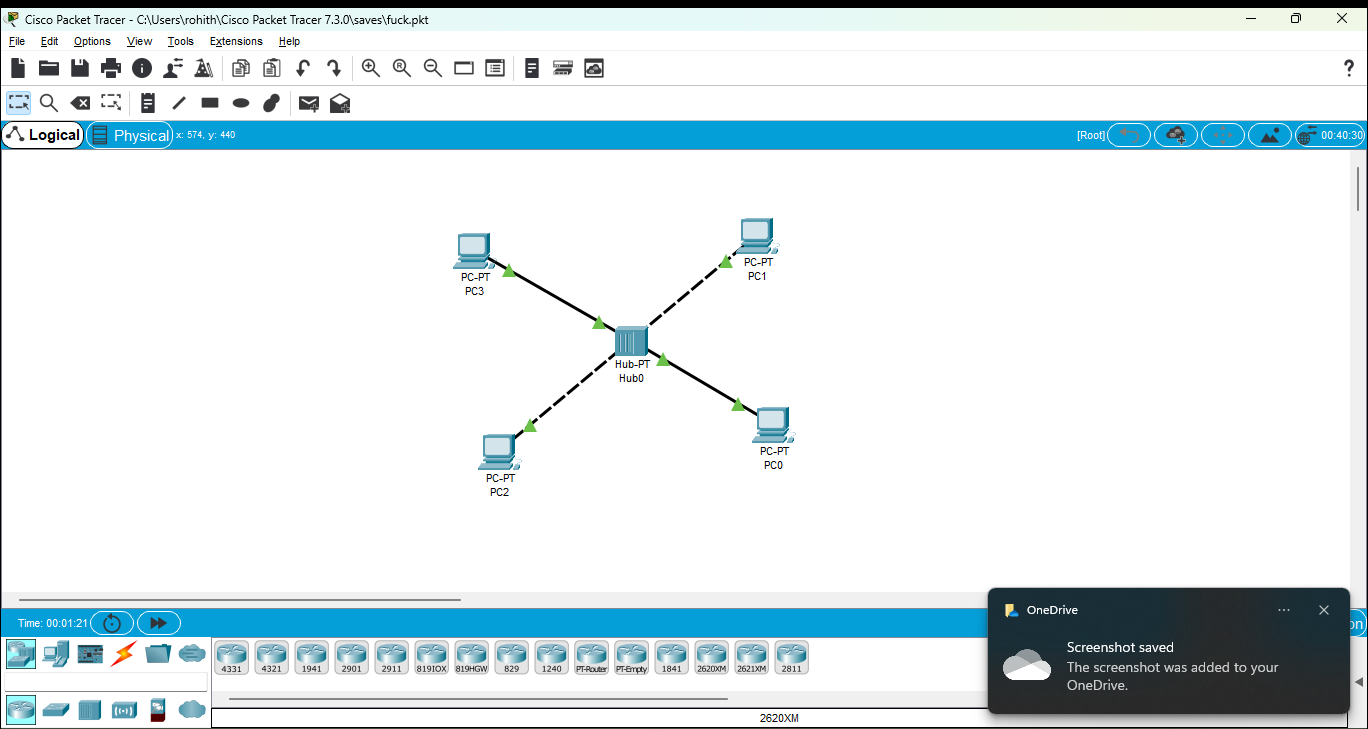 Cisco Packet Tracer - C:\Users\rohith\Cisco Packet Tracer 7.3.0\saves\fuck.pkt
File Edit Options View Tools Extensions Help
?
Logical Physical x: 574, y: 440 [Root] 00:40:30
PC-PT
PC3
PC-PT
PC1
Hub-PT
Hub0
PC-PT
PC0
PC-PT
PC2
Time: 00:01:21
4331 4321 1941 2901 2911 819IOX 819HGW 829 1240 PT-Router PT-Empty 1841 2620XM 2621XM 2811
2620XM
OneDrive
Screenshot saved
The screenshot was added to your
OneDrive.